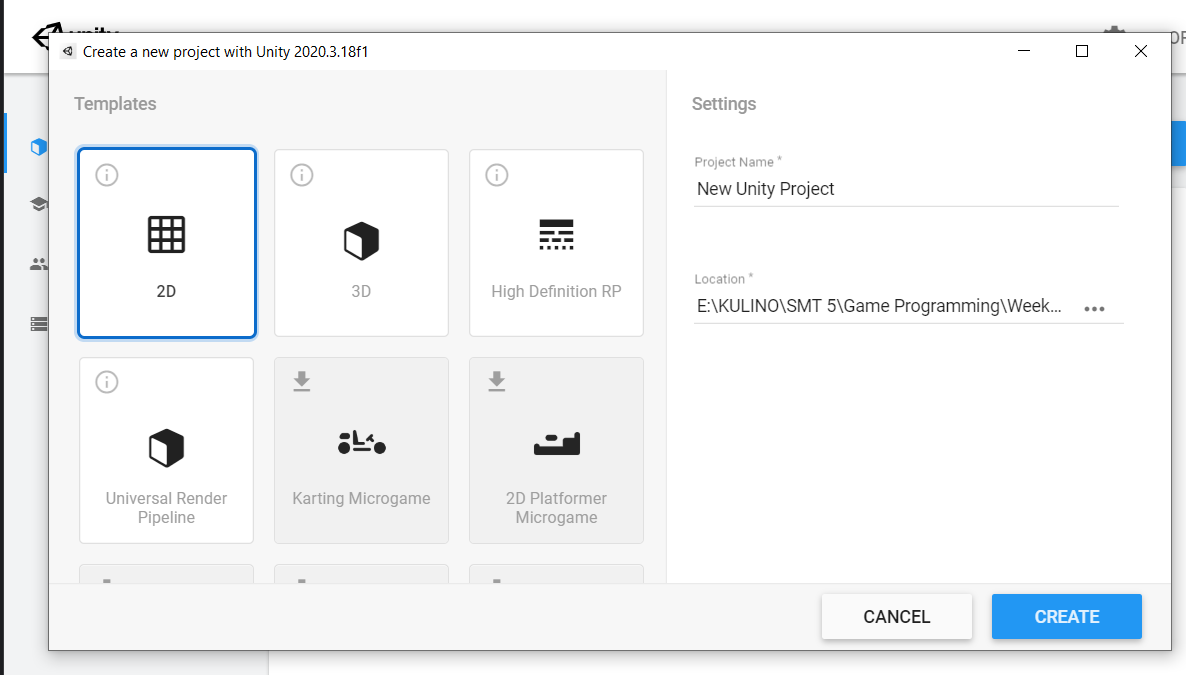 Create a new project with Unity 2020.3.18f1
Templates
2D
3D
High Definition RP
Universal Render
Pipeline
Karting Microgame
2D Platformer
Microgame
Settings
Project Name *
New Unity Project
Location *
E:\KULINO\SMT 5\Game Programming\Week...
CANCEL
CREATE